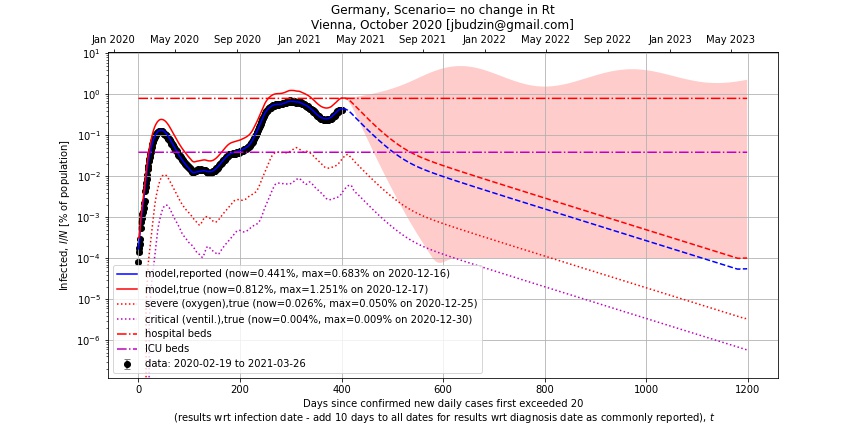 Germany, Scenario= no change in Rt
Vienna, October 2020 [jbudzin@gmail.com]
Jan 2020 May 2020 Sep 2020 Jan 2021 May 2021 Sep 2021 Jan 2022 May 2022 Sep 2022 Jan 2023 May 2023
10^1
10^0
10^-1
10^-2
10^-3
10^-4
10^-5
10^-6
Infected, I/N [% of population]
model,reported (now=0.441%, max=0.683% on 2020-12-16)
model,true (now=0.812%, max=1.251% on 2020-12-17)
severe (oxygen),true (now=0.026%, max=0.050% on 2020-12-25)
critical (ventil.),true (now=0.004%, max=0.009% on 2020-12-30)
hospital beds
ICU beds
data: 2020-02-19 to 2021-03-26
0 200 400 600 800 1000 1200
Days since confirmed new daily cases first exceeded 20
(results wrt infection date - add 10 days to all dates for results wrt diagnosis date as commonly reported), t